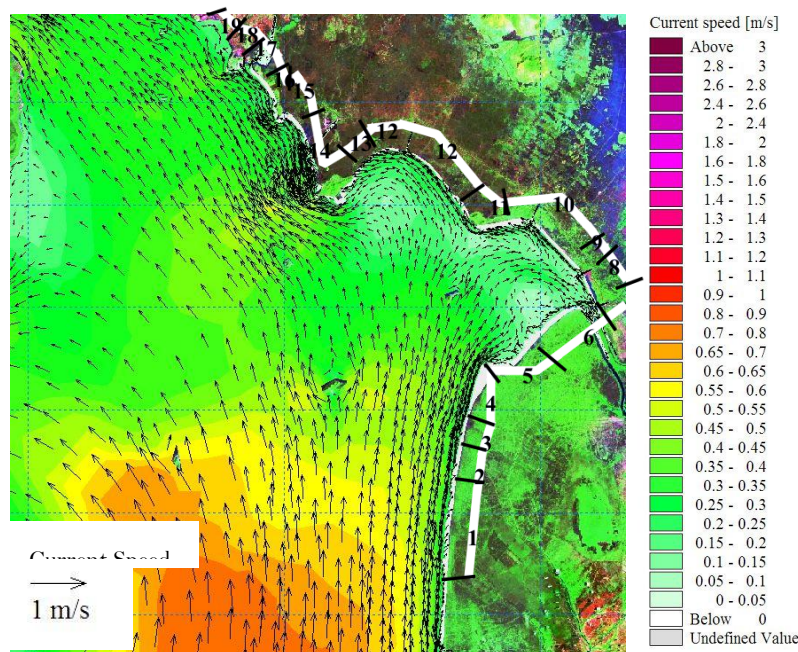 Current speed [m/s]
Above 3
2.8 - 3
2.6 - 2.8
2.4 - 2.6
2.2 - 2.4
2 - 2.2
1.8 - 2
1.6 - 1.8
1.5 - 1.6
1.4 - 1.5
1.3 - 1.4
1.2 - 1.3
1.1 - 1.2
1 - 1.1
0.9 - 1
0.8 - 0.9
0.7 - 0.8
0.65 - 0.7
0.6 - 0.65
0.55 - 0.6
0.5 - 0.55
0.45 - 0.5
0.4 - 0.45
0.35 - 0.4
0.3 - 0.35
0.25 - 0.3
0.2 - 0.25
0.15 - 0.2
0.1 - 0.15
0.05 - 0.1
0 - 0.05
Below 0
Undefined Value
19
18
17
16
15
14
13
12
12
11
10
9
8
6
5
4
3
2
1
Current Speed
1 m/s